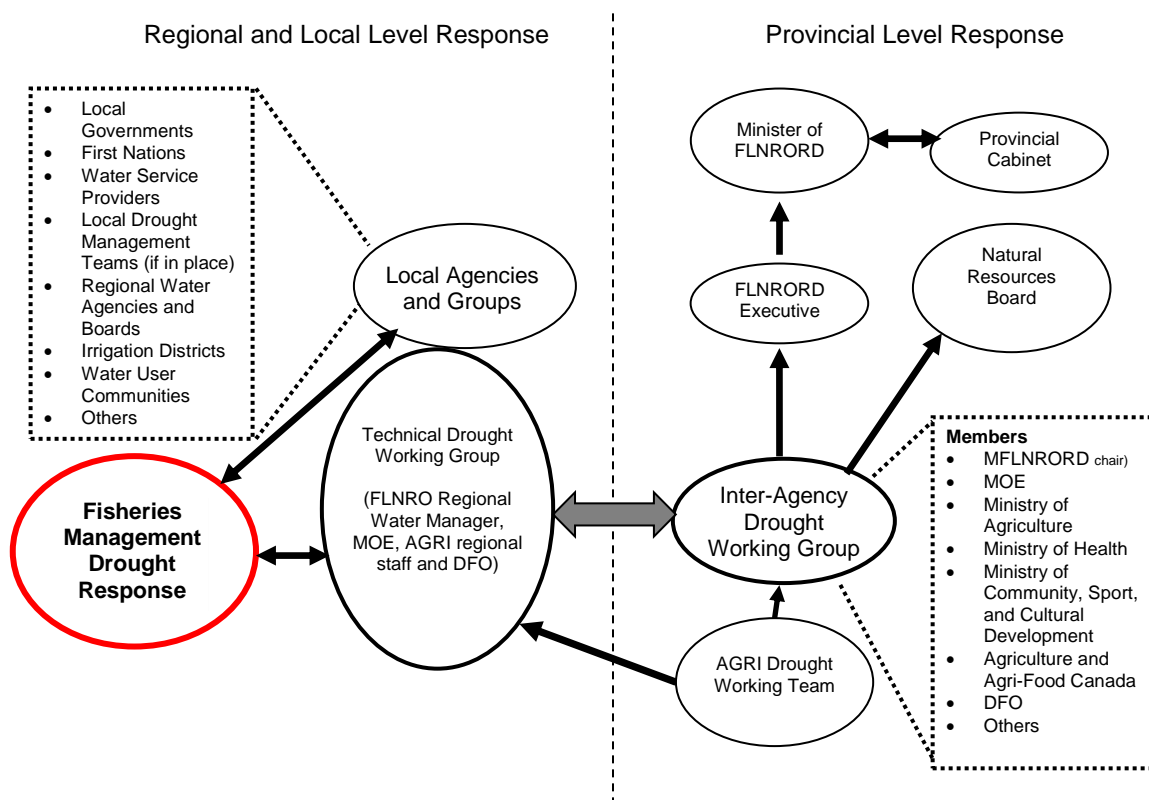 Regional and Local Level Response
Provincial Level Response
• Local
Governments
• First Nations
• Water Service
Providers
• Local Drought
Management
Teams (if in place)
• Regional Water
Agencies and
Boards
• Irrigation Districts
• Water User
Communities
• Others
Local Agencies
and Groups
Technical Drought
Working Group
(FLNRO Regional
Water Manager,
MOE, AGRI regional
staff and DFO)
Fisheries
Management
Drought
Response
Minister of
FLNRORD
Provincial
Cabinet
FLNRORD
Executive
Natural
Resources
Board
Inter-Agency
Drought
Working Group
AGRI Drought
Working Team
Members
• MFLNRORD chair)
• MOE
• Ministry of
Agriculture
• Ministry of Health
• Ministry of
Community, Sport,
and Cultural
Development
• Agriculture and
Agri-Food Canada
• DFO
• Others